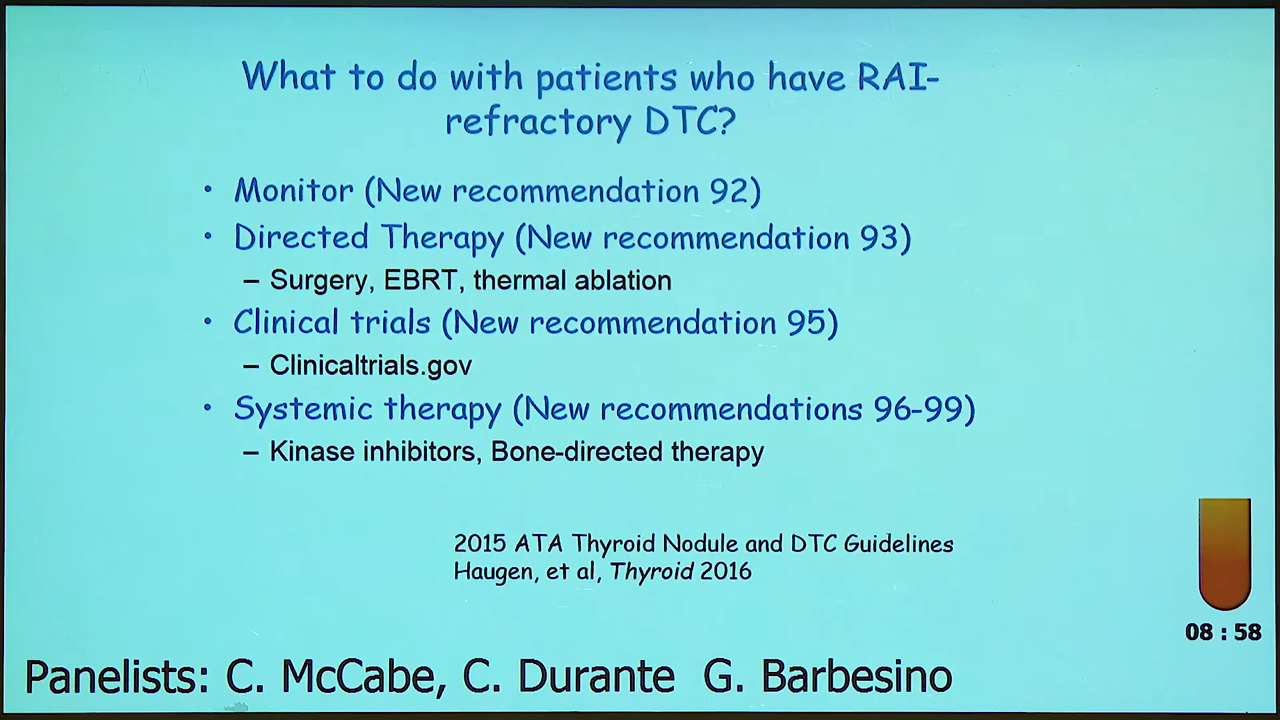 What to do with patients who have RAI-
refractory DTC?
• Monitor (New recommendation 92)
• Directed Therapy (New recommendation 93)
– Surgery, EBRT, thermal ablation
• Clinical trials (New recommendation 95)
– Clinicaltrials.gov
• Systemic therapy (New recommendations 96-99)
– Kinase inhibitors, Bone-directed therapy
2015 ATA Thyroid Nodule and DTC Guidelines
Haugen, et al, Thyroid 2016
08 : 58
Panelists: C. McCabe, C. Durante G. Barbesino